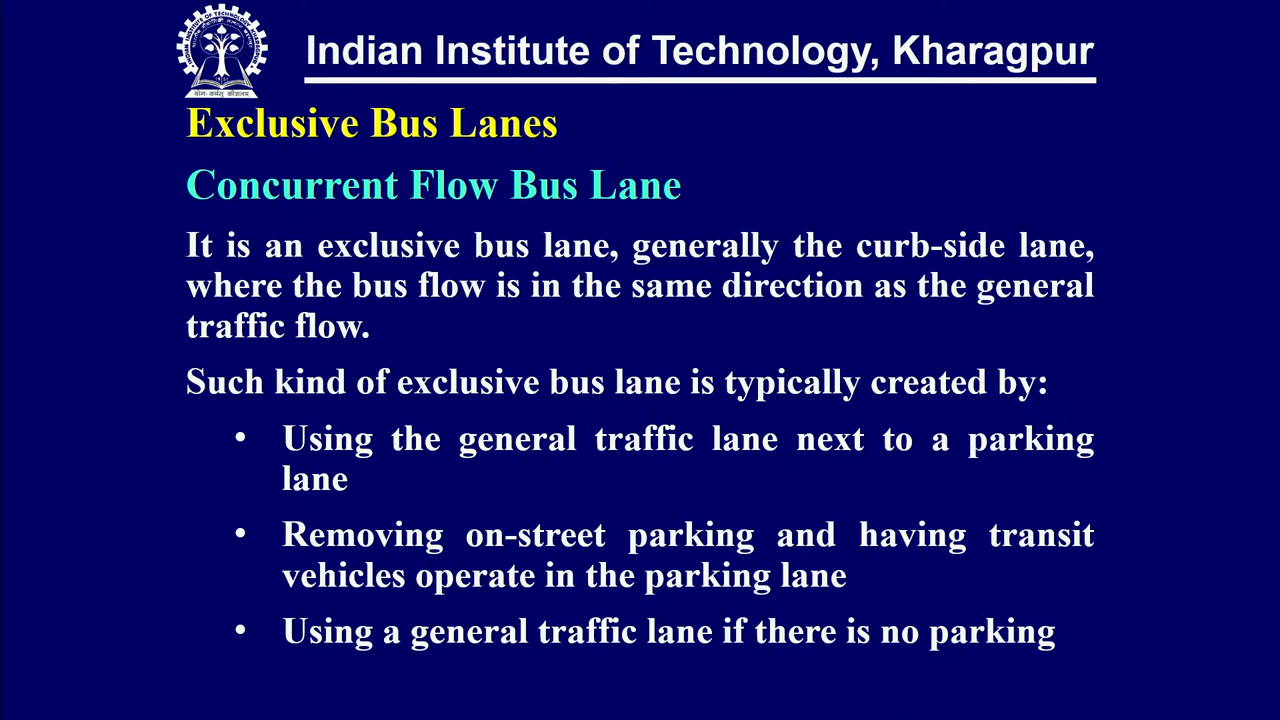 Indian Institute of Technology, Kharagpur
Exclusive Bus Lanes
Concurrent Flow Bus Lane
It is an exclusive bus lane, generally the curb-side lane,
where the bus flow is in the same direction as the general
traffic flow.
Such kind of exclusive bus lane is typically created by:
• Using the general traffic lane next to a parking
lane
• Removing on-street parking and having transit
vehicles operate in the parking lane
• Using a general traffic lane if there is no parking